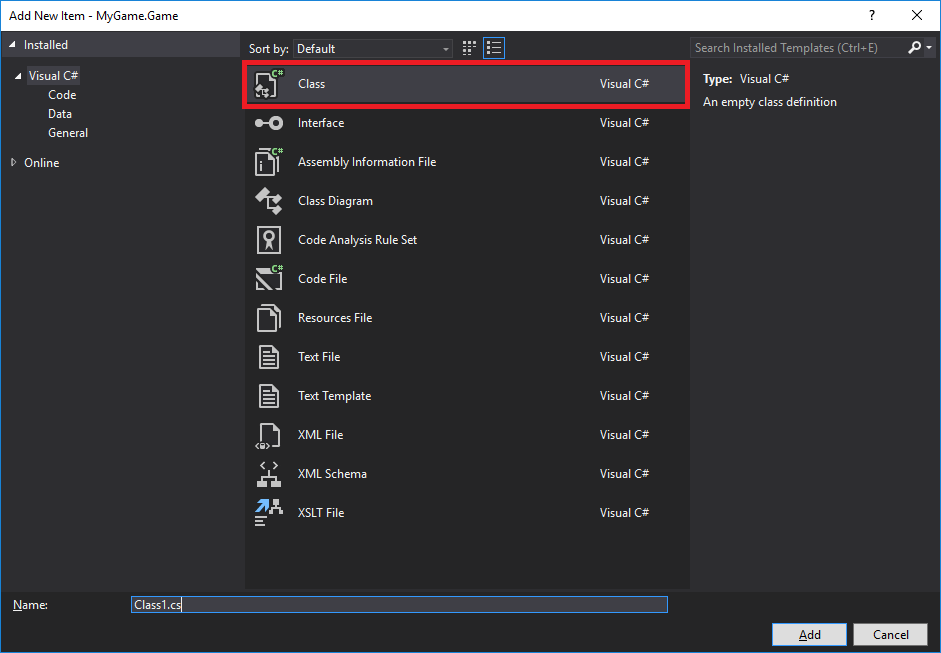 Add New Item - MyGame.Game ?
Installed
Sort by: Default
Search Installed Templates (Ctrl+E)
Visual C#
Code
Data
General
Online
C# Class Visual C#
Interface Visual C#
C# Assembly Information File Visual C#
Class Diagram Visual C#
Code Analysis Rule Set Visual C#
C# Code File Visual C#
Resources File Visual C#
Text File Visual C#
Text Template Visual C#
XML File Visual C#
XML Schema Visual C#
XSLT File Visual C#
Type: Visual C#
An empty class definition
Name: Class1.cs
Add Cancel